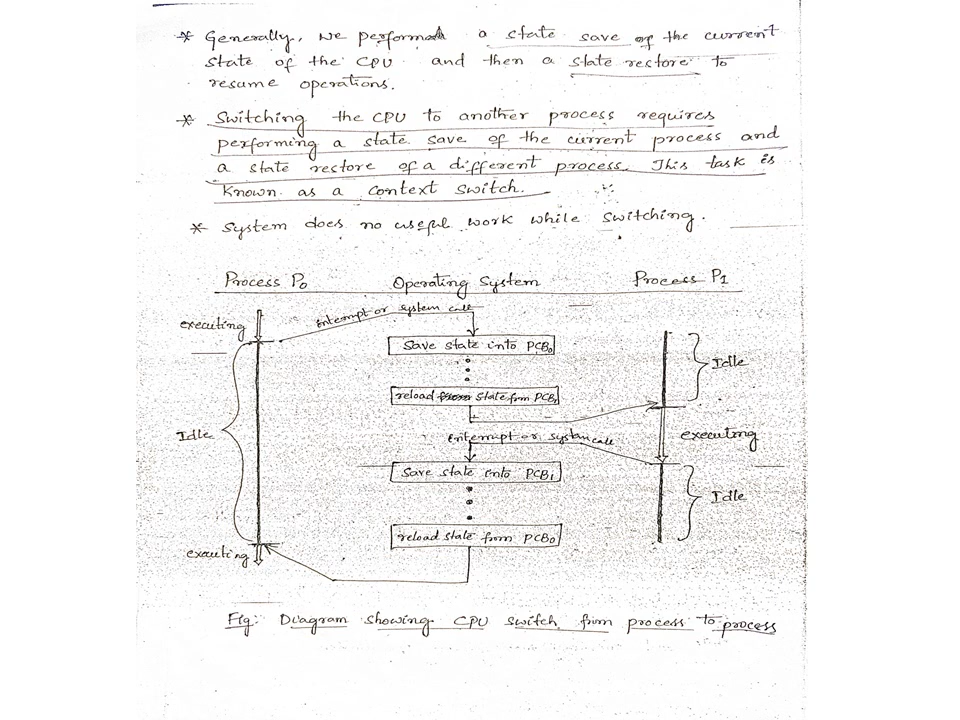 * Generally, we perform a state save of the current
state of the CPU and then a state restore to
resume operations.
* Switching the CPU to another process requires
performing a state save of the current process and
a state restore of a different process. This task is
known as a context switch.
* System does no useful work while switching.
Process P0 Operating System Process P1
executing
interrupt or system call
Save state into PCB0
Idle
reload state from PCB1
Idle
interrupt or system call
executing
Save state into PCB1
Idle
reload state from PCB0
executing
Fig: Diagram showing CPU switch from process to process